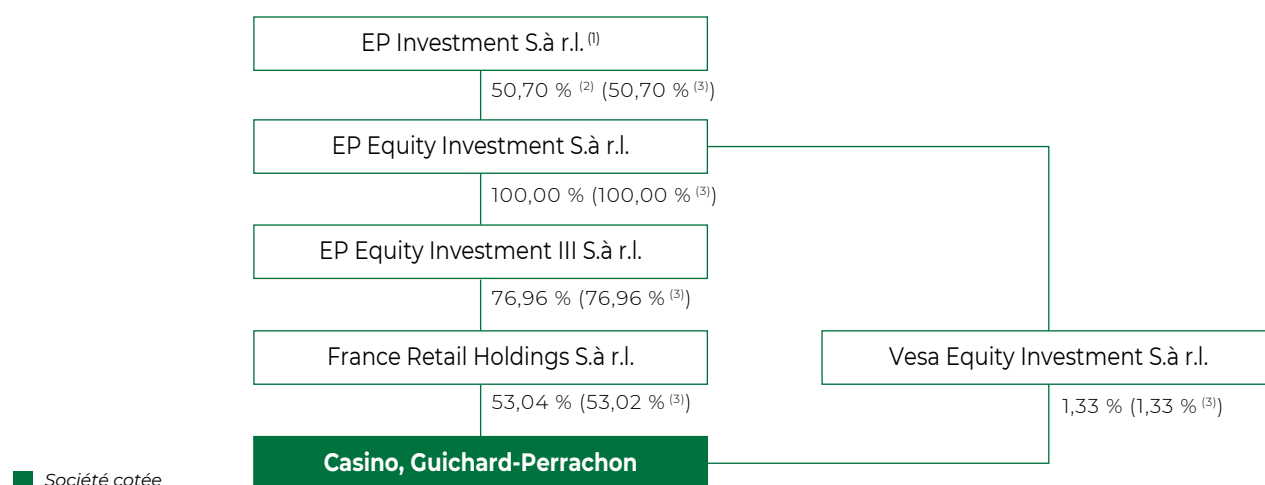 EP Investment S.à r.l. (1)
50,70 % (2) (50,70 % (3))
EP Equity Investment S.à r.l.
100,00 % (100,00 % (3))
EP Equity Investment III S.à r.l.
76,96 % (76,96 % (3))
France Retail Holdings S.à r.l.
Vesa Equity Investment S.à r.l.
53,04 % (53,02 % (3))
1,33 % (1,33 % (3))
Casino, Guichard-Perrachon
Société cotée